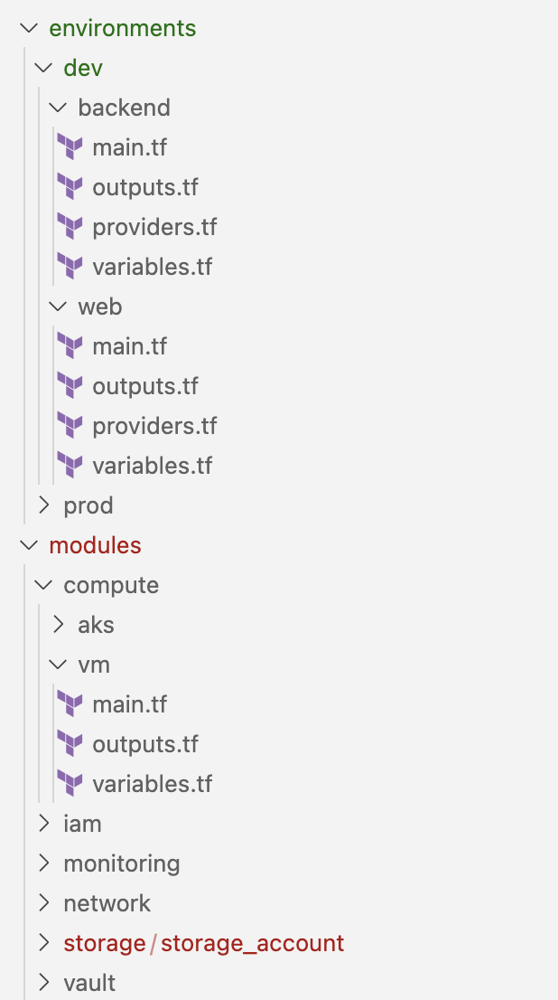 environments
dev
backend
main.tf
outputs.tf
providers.tf
variables.tf
web
main.tf
outputs.tf
providers.tf
variables.tf
prod
modules
compute
aks
vm
main.tf
outputs.tf
variables.tf
iam
monitoring
network
storage/storage_account
vault